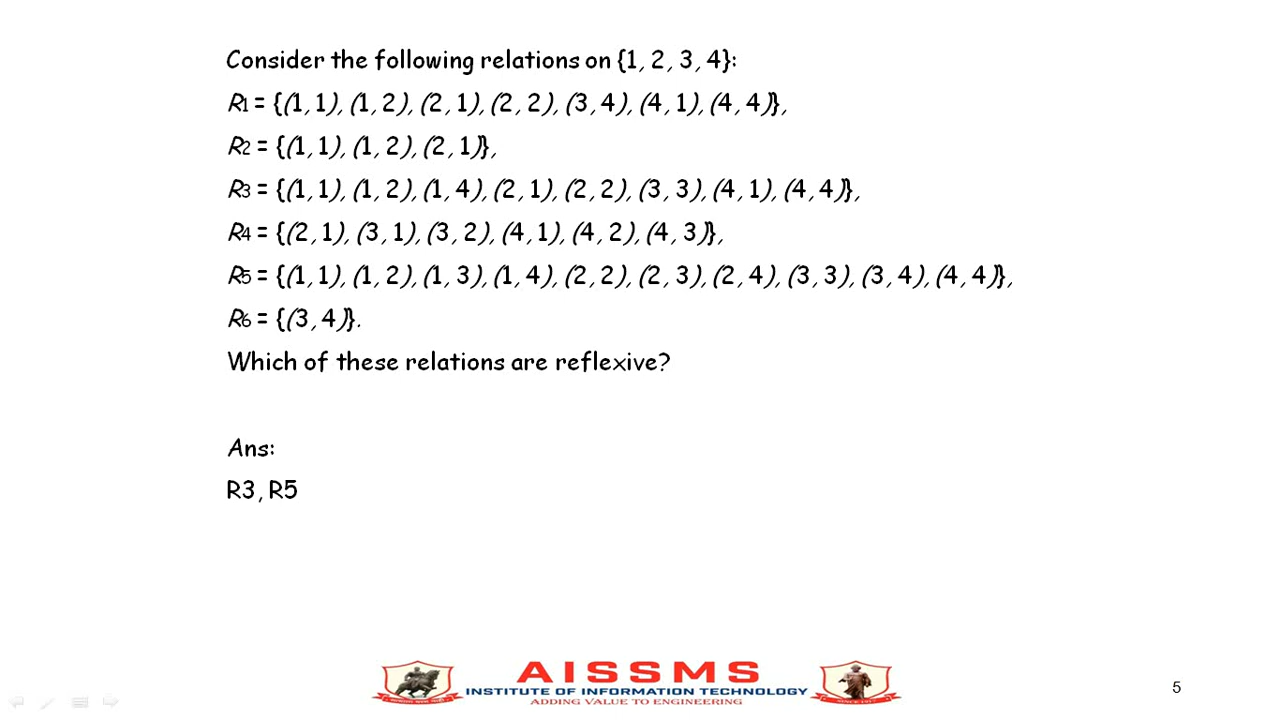 Consider the following relations on {1, 2, 3, 4}:
R1 = {(1, 1), (1, 2), (2, 1), (2, 2), (3, 4), (4, 1), (4, 4)},
R2 = {(1, 1), (1, 2), (2, 1)},
R3 = {(1, 1), (1, 2), (1, 4), (2, 1), (2, 2), (3, 3), (4, 1), (4, 4)},
R4 = {(2, 1), (3, 1), (3, 2), (4, 1), (4, 2), (4, 3)},
R5 = {(1, 1), (1, 2), (1, 3), (1, 4), (2, 2), (2, 3), (2, 4), (3, 3), (3, 4), (4, 4)},
R6 = {(3, 4)}.
Which of these relations are reflexive?
Ans:
R3, R5
AISSMS
INSTITUTE OF INFORMATION TECHNOLOGY
ADDING VALUE TO ENGINEERING
5